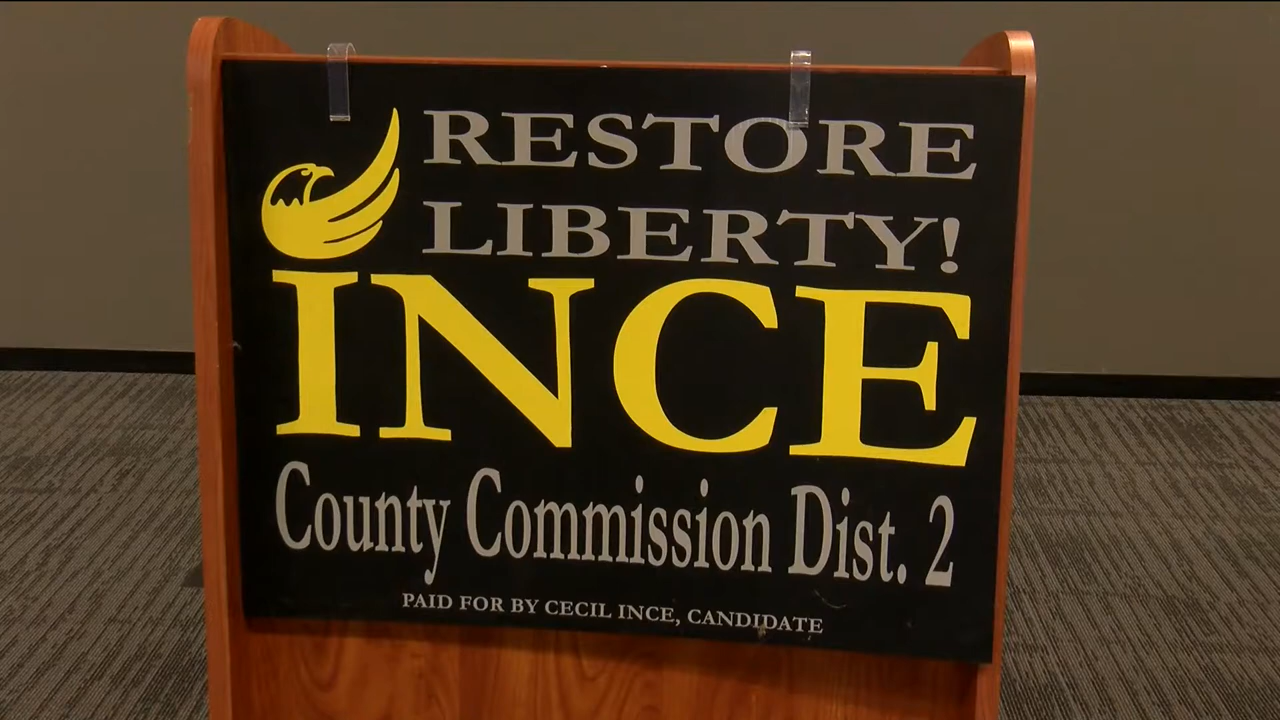 RESTORE
LIBERTY!
INCE
County Commission Dist. 2
PAID FOR BY CECIL INCE, CANDIDATE